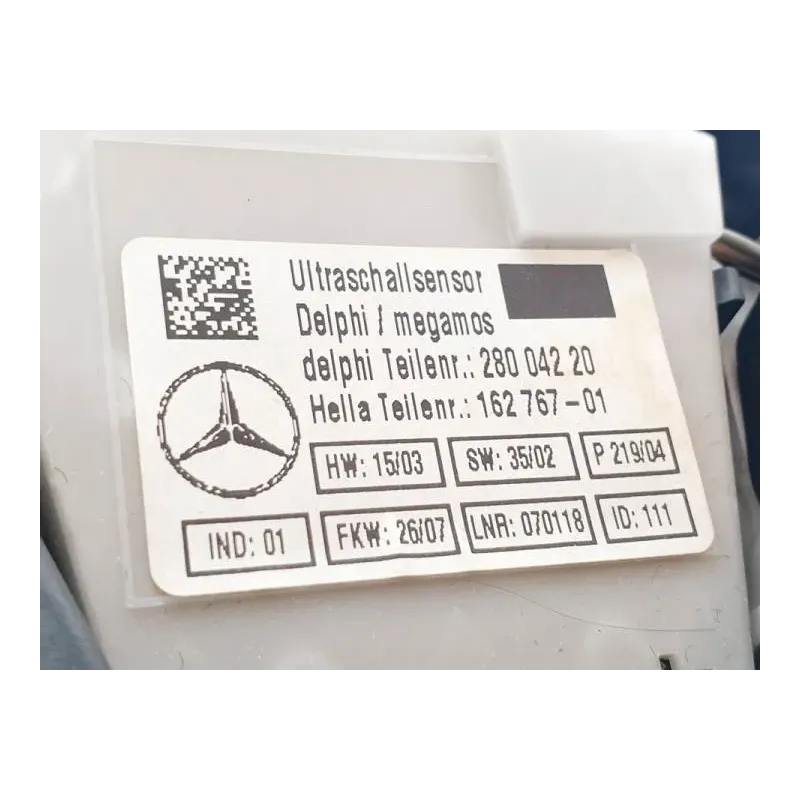 Ultraschallsensor
Delphi / megamos
delphi Teilenr.: 280 042 20
Hella Teilenr.: 162 767-01
HW: 15/03 SW: 35/02 P 219/04
IND: 01 FKW: 26/07 LNR: 070118 ID: 111